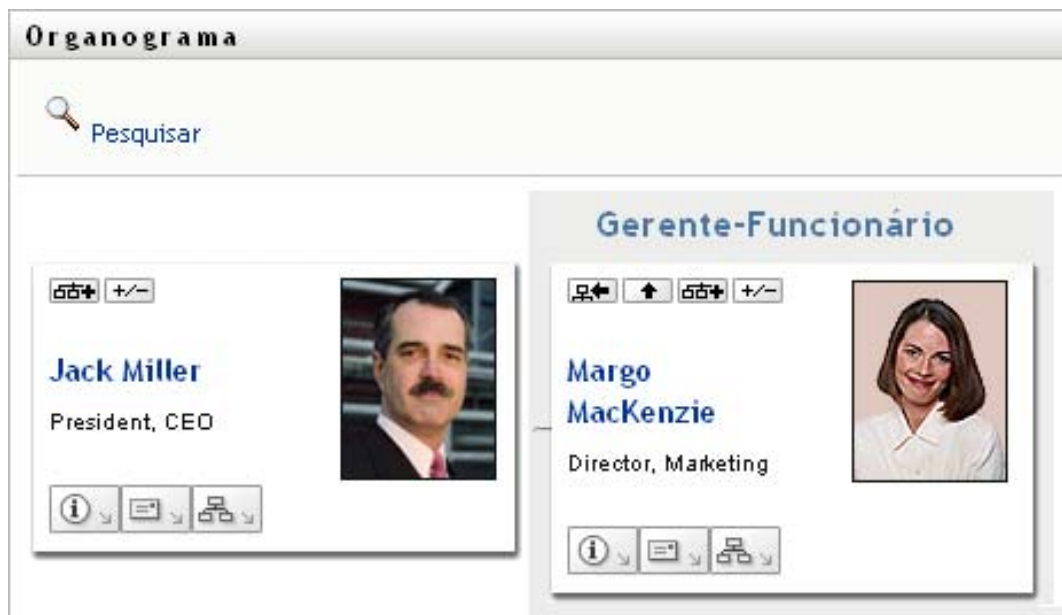 Organograma
Pesquisar
Gerente-Funcionário
+/-
+/-
Jack Miller
President, CEO
Margo
MacKenzie
Director, Marketing